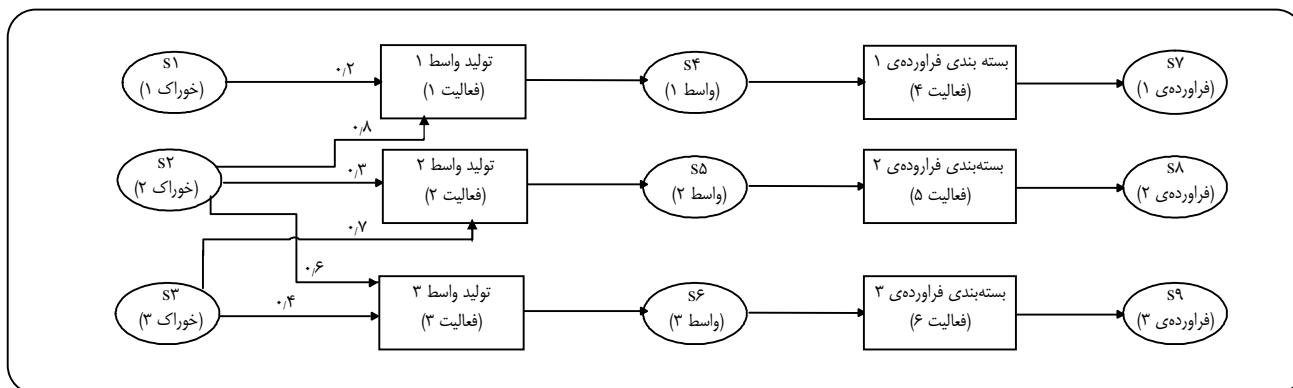 s۱
(خوراک ۱)
۰٫۲
تولید واسط ۱
(فعالیت ۱)
s۴
(واسط ۱)
بسته بندی فراورده‌ی ۱
(فعالیت ۴)
s۷
(فراورده‌ی ۱)
۰٫۸
s۲
(خوراک ۲)
۰٫۳
تولید واسط ۲
(فعالیت ۲)
s۵
(واسط ۲)
بسته‌بندی فراروده‌ی ۲
(فعالیت ۵)
s۸
(فراورده‌ی ۲)
۰٫۷
۰٫۶
s۳
(خوراک ۳)
۰٫۴
تولید واسط ۳
(فعالیت ۳)
s۶
(واسط ۳)
بسته‌بندی فراورده‌ی ۳
(فعالیت ۶)
s۹
(فراورده‌ی ۳)